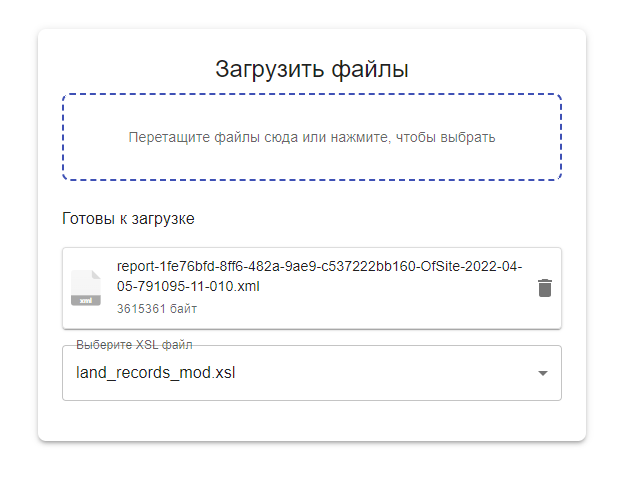 Загрузить файлы
Перетащите файлы сюда или нажмите, чтобы выбрать
Готовы к загрузке
report-1fe76bfd-8ff6-482a-9ae9-c537222bb160-OfSite-2022-04-
05-791095-11-010.xml
xml
3615361 байт
Выберите XSL файл
land_records_mod.xsl